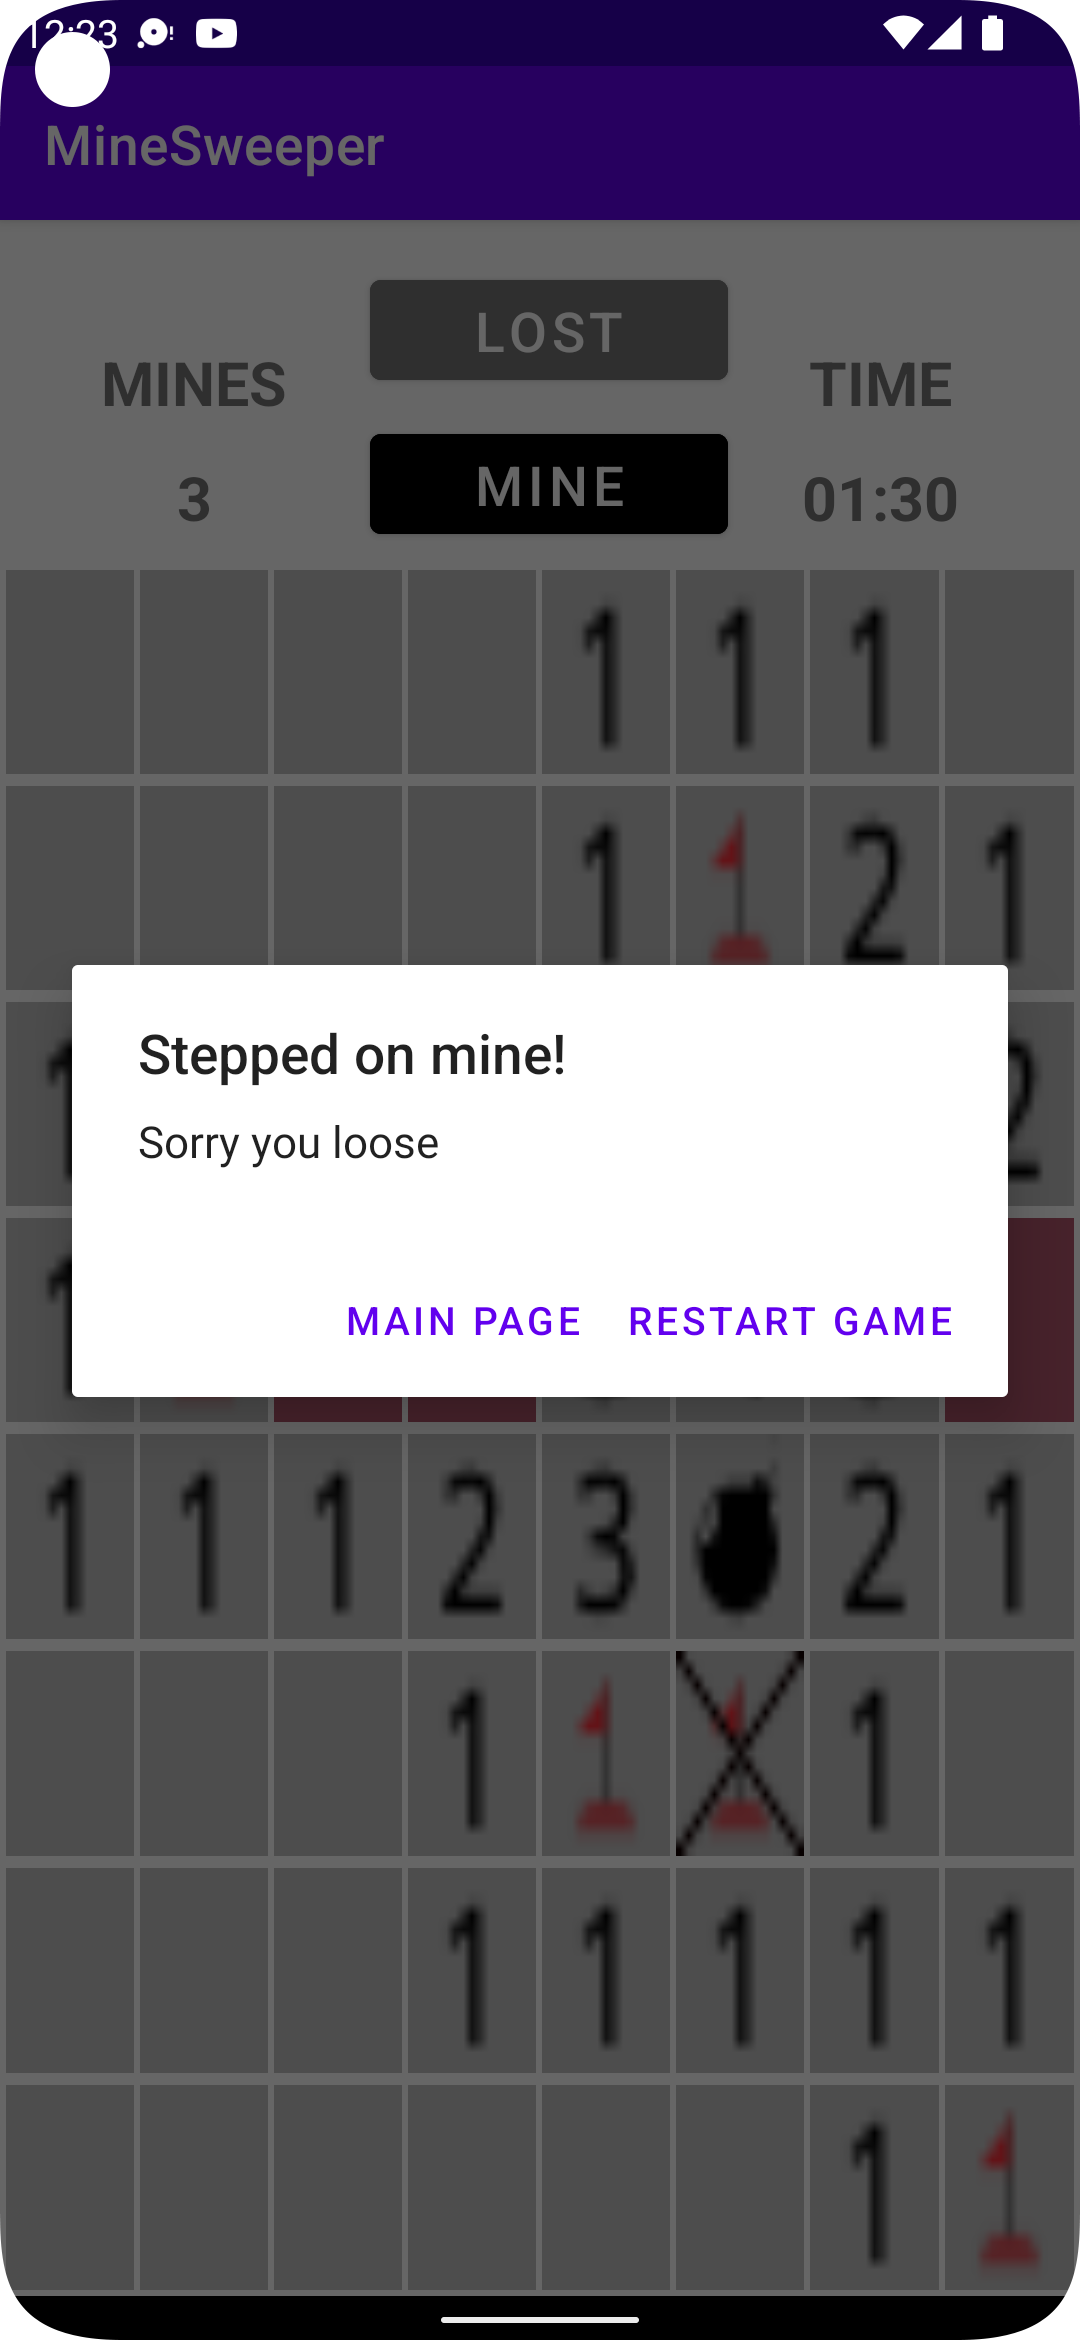 12:23
MineSweeper
LOST
MINES
TIME
MINE
3
01:30
1 1 1
1 2 1
1 2
Stepped on mine!
Sorry you loose
1
MAIN PAGE RESTART GAME
1 1 1 2 3 2 1
1 1
1 1 1 1 1
1